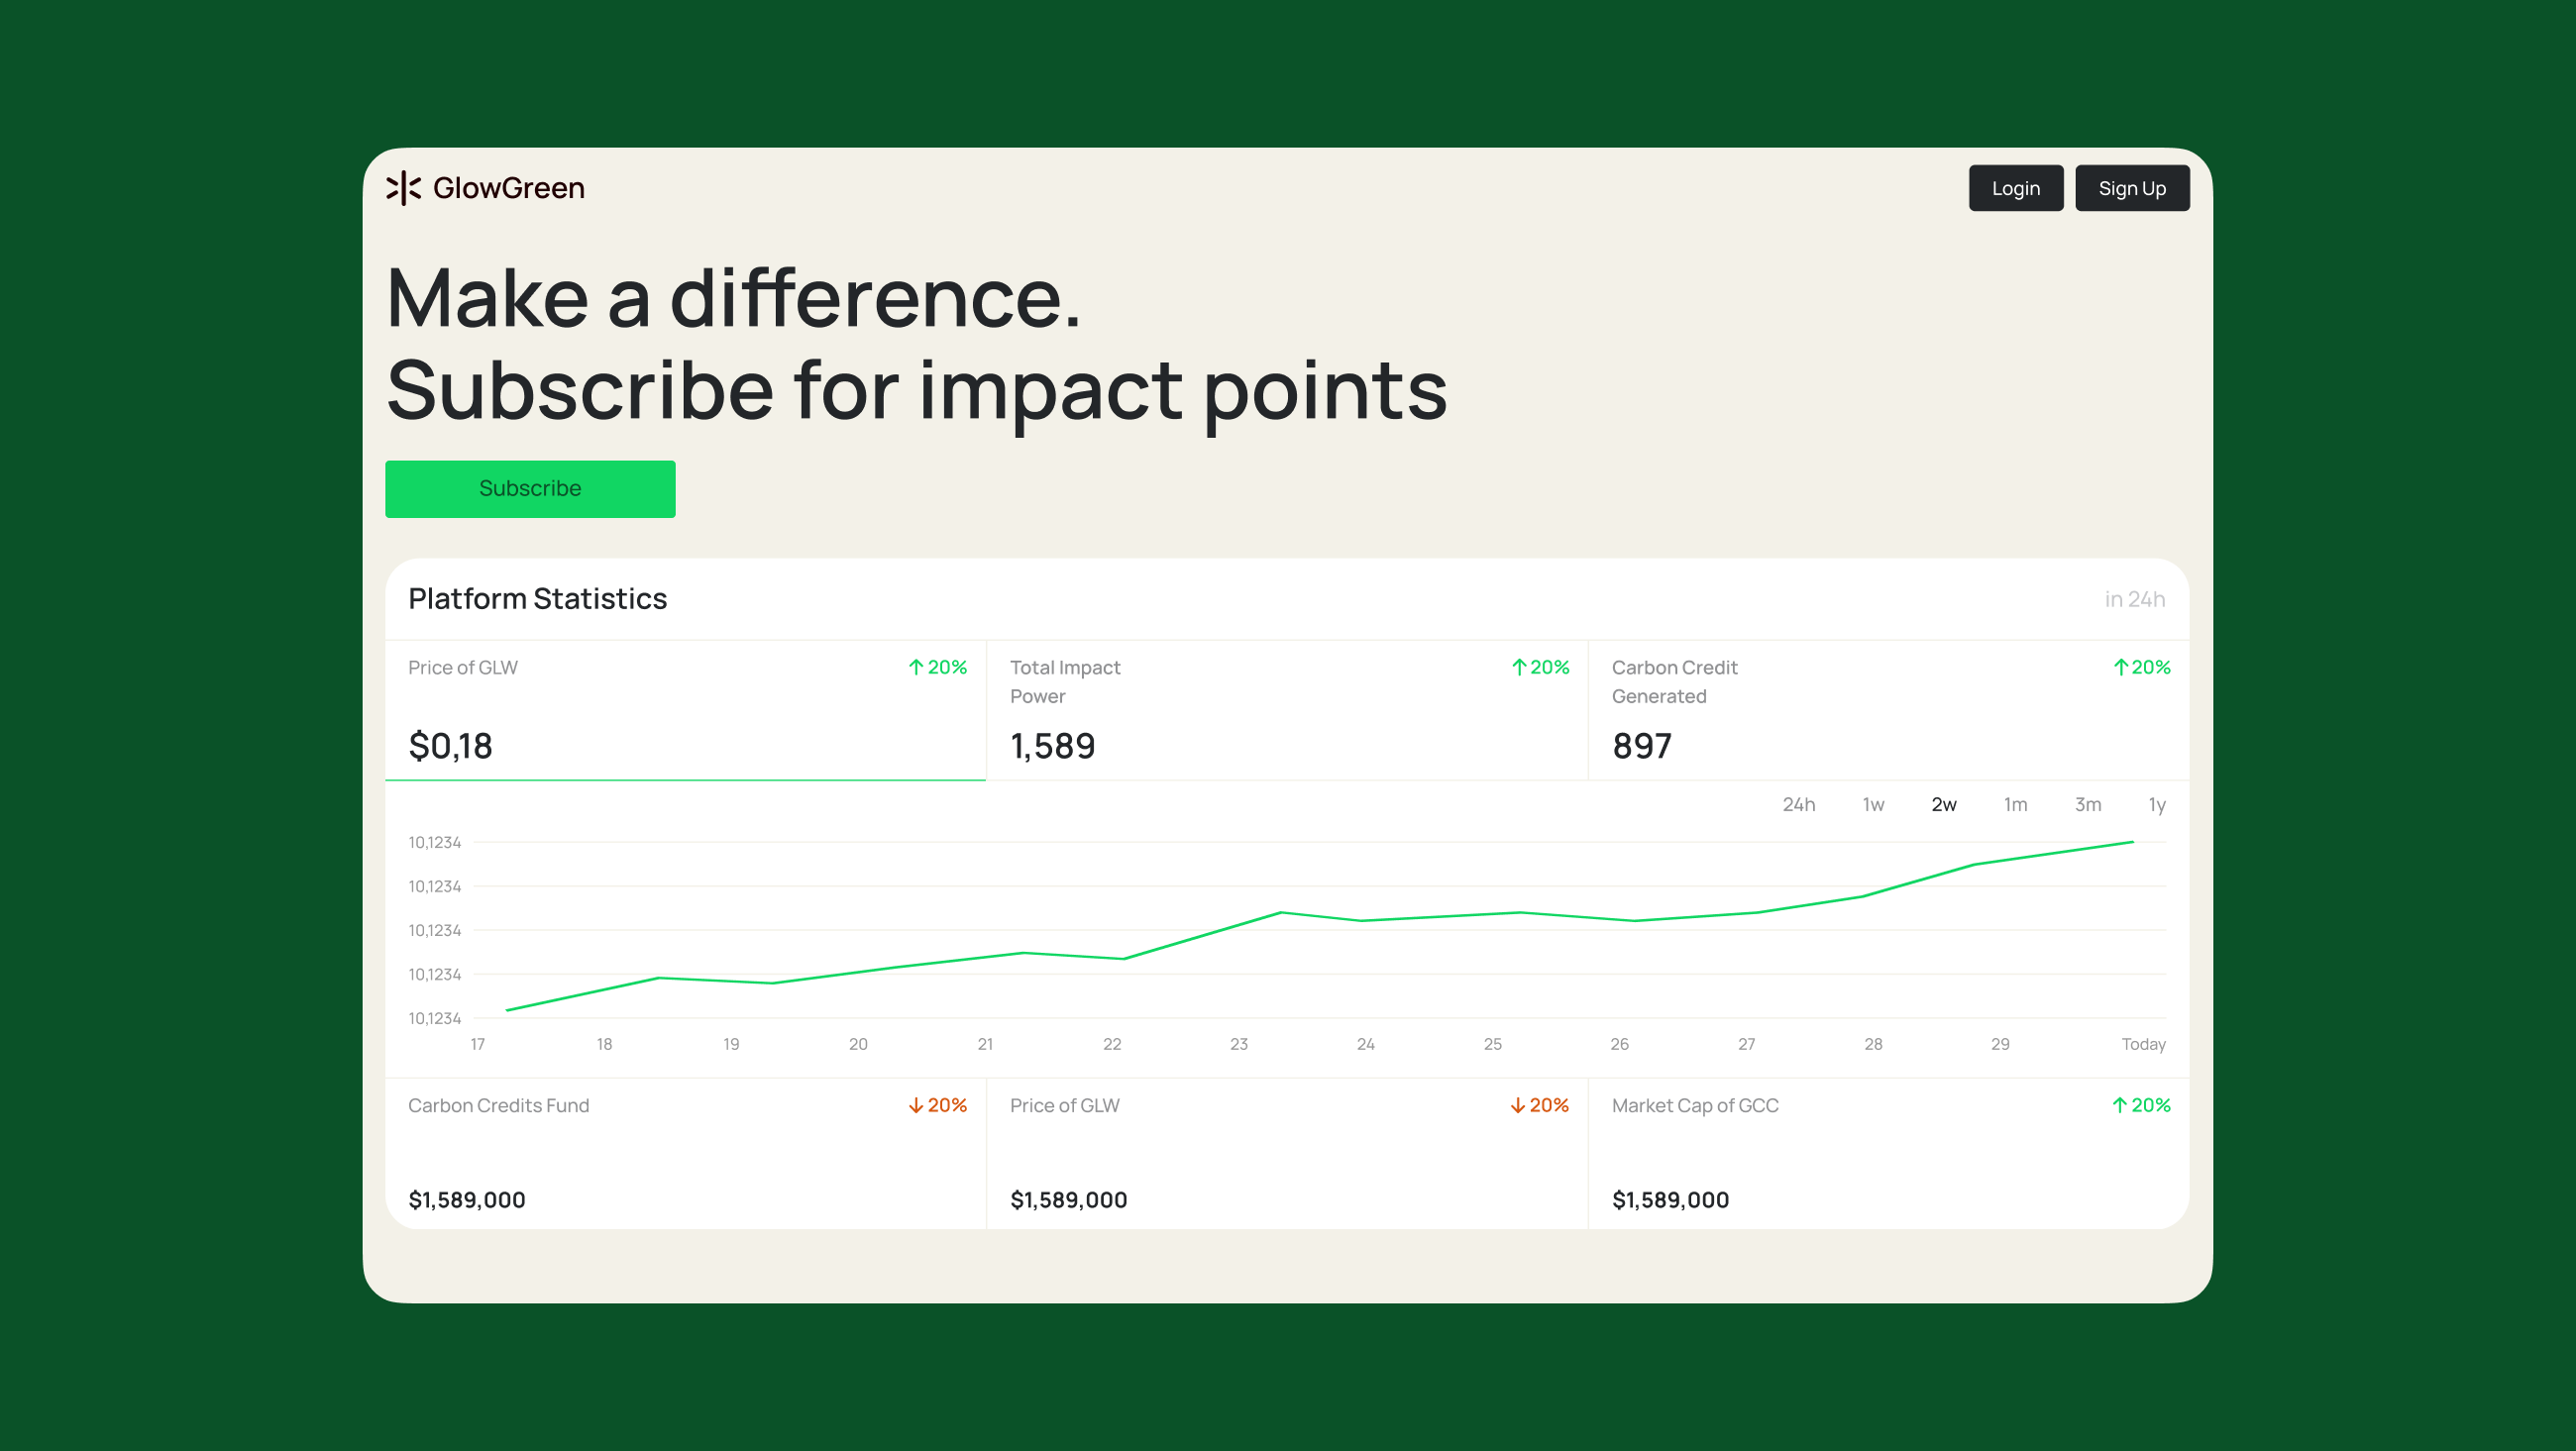 GlowGreen
Login
Sign Up
Make a difference.
Subscribe for impact points
Subscribe
Platform Statistics
in 24h
Price of GLW
20%
$0,18
Total Impact
Power
20%
1,589
Carbon Credit
Generated
20%
897
24h 1w 2w 1m 3m 1y
10,1234
10,1234
10,1234
10,1234
10,1234
17 18 19 20 21 22 23 24 25 26 27 28 29 Today
Carbon Credits Fund
20%
$1,589,000
Price of GLW
20%
$1,589,000
Market Cap of GCC
20%
$1,589,000